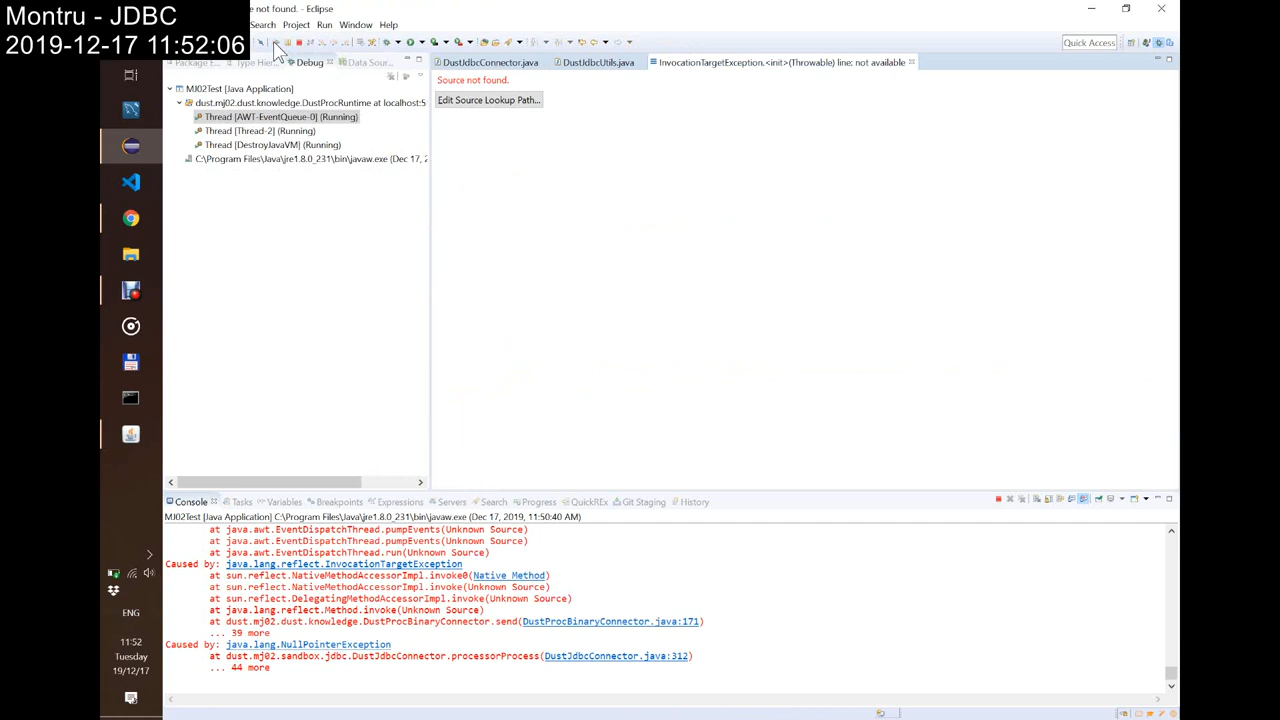 Montru - JDBC
2019-12-17 11:52:06
e not found. - Eclipse
Search Project Run Window Help
Quick Access
Package E Type Hier... Debug Data Sour...
DustJdbcConnector.java DustJdbcUtils.java InvocationTargetException.<init>(Throwable) line: not available
MJ02Test [Java Application]
dust.mj02.dust.knowledge.DustProcRuntime at localhost:5
Thread [AWT-EventQueue-0] (Running)
Thread [Thread-2] (Running)
Thread [DestroyJavaVM] (Running)
C:\Program Files\Java\jre1.8.0_231\bin\javaw.exe (Dec 17, 2
Source not found.
Edit Source Lookup Path...
Console Tasks Variables Breakpoints Expressions Servers Search Progress QuickREx Git Staging History
MJ02Test [Java Application] C:\Program Files\Java\jre1.8.0_231\bin\javaw.exe (Dec 17, 2019, 11:50:40 AM)
at java.awt.EventDispatchThread.pumpEvents(Unknown Source)
at java.awt.EventDispatchThread.pumpEvents(Unknown Source)
at java.awt.EventDispatchThread.run(Unknown Source)
Caused by: java.lang.reflect.InvocationTargetException
at sun.reflect.NativeMethodAccessorImpl.invoke0(Native Method)
at sun.reflect.NativeMethodAccessorImpl.invoke(Unknown Source)
at sun.reflect.DelegatingMethodAccessorImpl.invoke(Unknown Source)
at java.lang.reflect.Method.invoke(Unknown Source)
at dust.mj02.dust.knowledge.DustProcBinaryConnector.send(DustProcBinaryConnector.java:171)
... 39 more
Caused by: java.lang.NullPointerException
at dust.mj02.sandbox.jdbc.DustJdbcConnector.processorProcess(DustJdbcConnector.java:312)
... 44 more
ENG
11:52
Tuesday
19/12/17